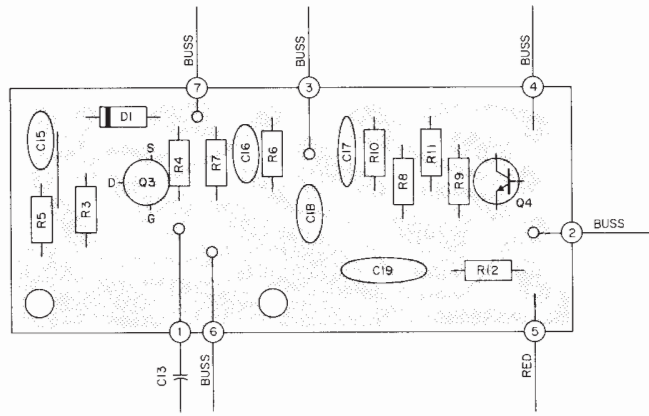 BUSS
BUSS
BUSS
7
3
4
C15
D1
R4
R7
C16
R6
C17
R10
R8
R11
R9
S
D
Q3
G
Q4
R5
R3
C18
2
BUSS
C19
R12
1
6
5
C13
BUSS
RED